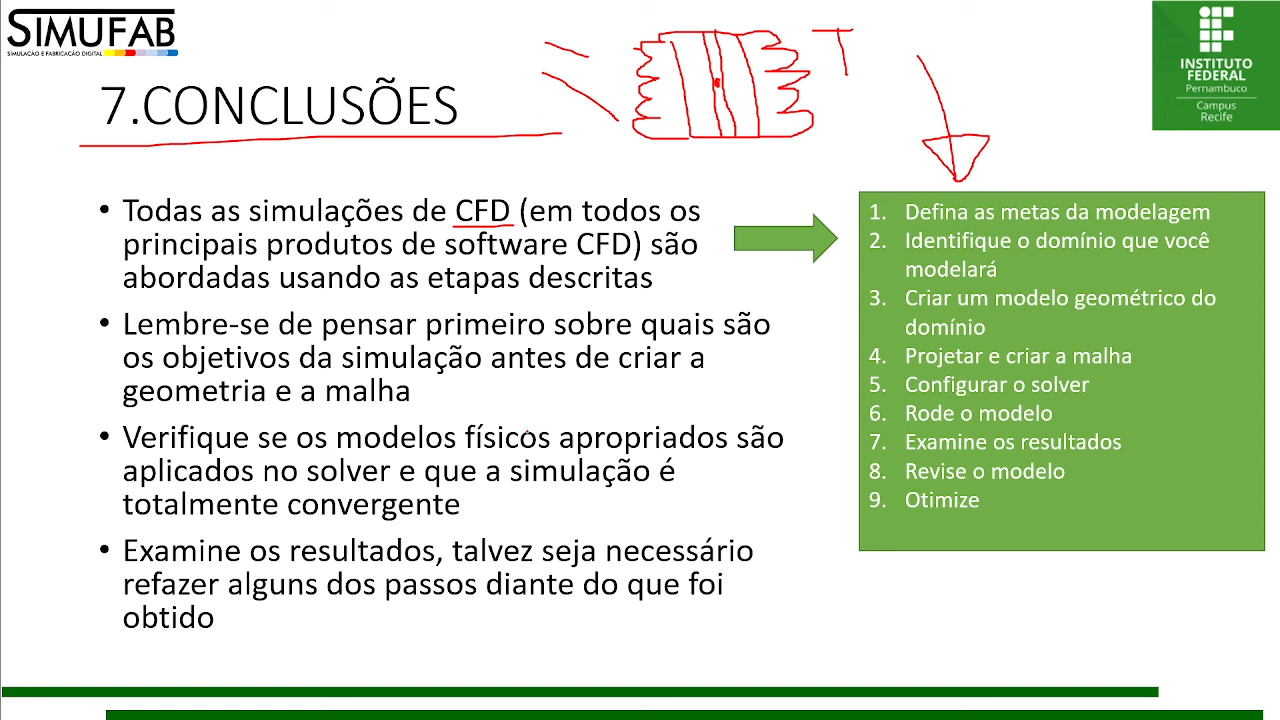 SIMUFAB
SIMULAÇÃO E FABRICAÇÃO DIGITAL
INSTITUTO
FEDERAL
Pernambuco
Campus
Recife
T
7.CONCLUSÕES
• Todas as simulações de CFD (em todos os
principais produtos de software CFD) são
abordadas usando as etapas descritas
• Lembre-se de pensar primeiro sobre quais são
os objetivos da simulação antes de criar a
geometria e a malha
• Verifique se os modelos físicos apropriados são
aplicados no solver e que a simulação é
totalmente convergente
• Examine os resultados, talvez seja necessário
refazer alguns dos passos diante do que foi
obtido
1. Defina as metas da modelagem
2. Identifique o domínio que você
modelará
3. Criar um modelo geométrico do
domínio
4. Projetar e criar a malha
5. Configurar o solver
6. Rode o modelo
7. Examine os resultados
8. Revise o modelo
9. Otimize